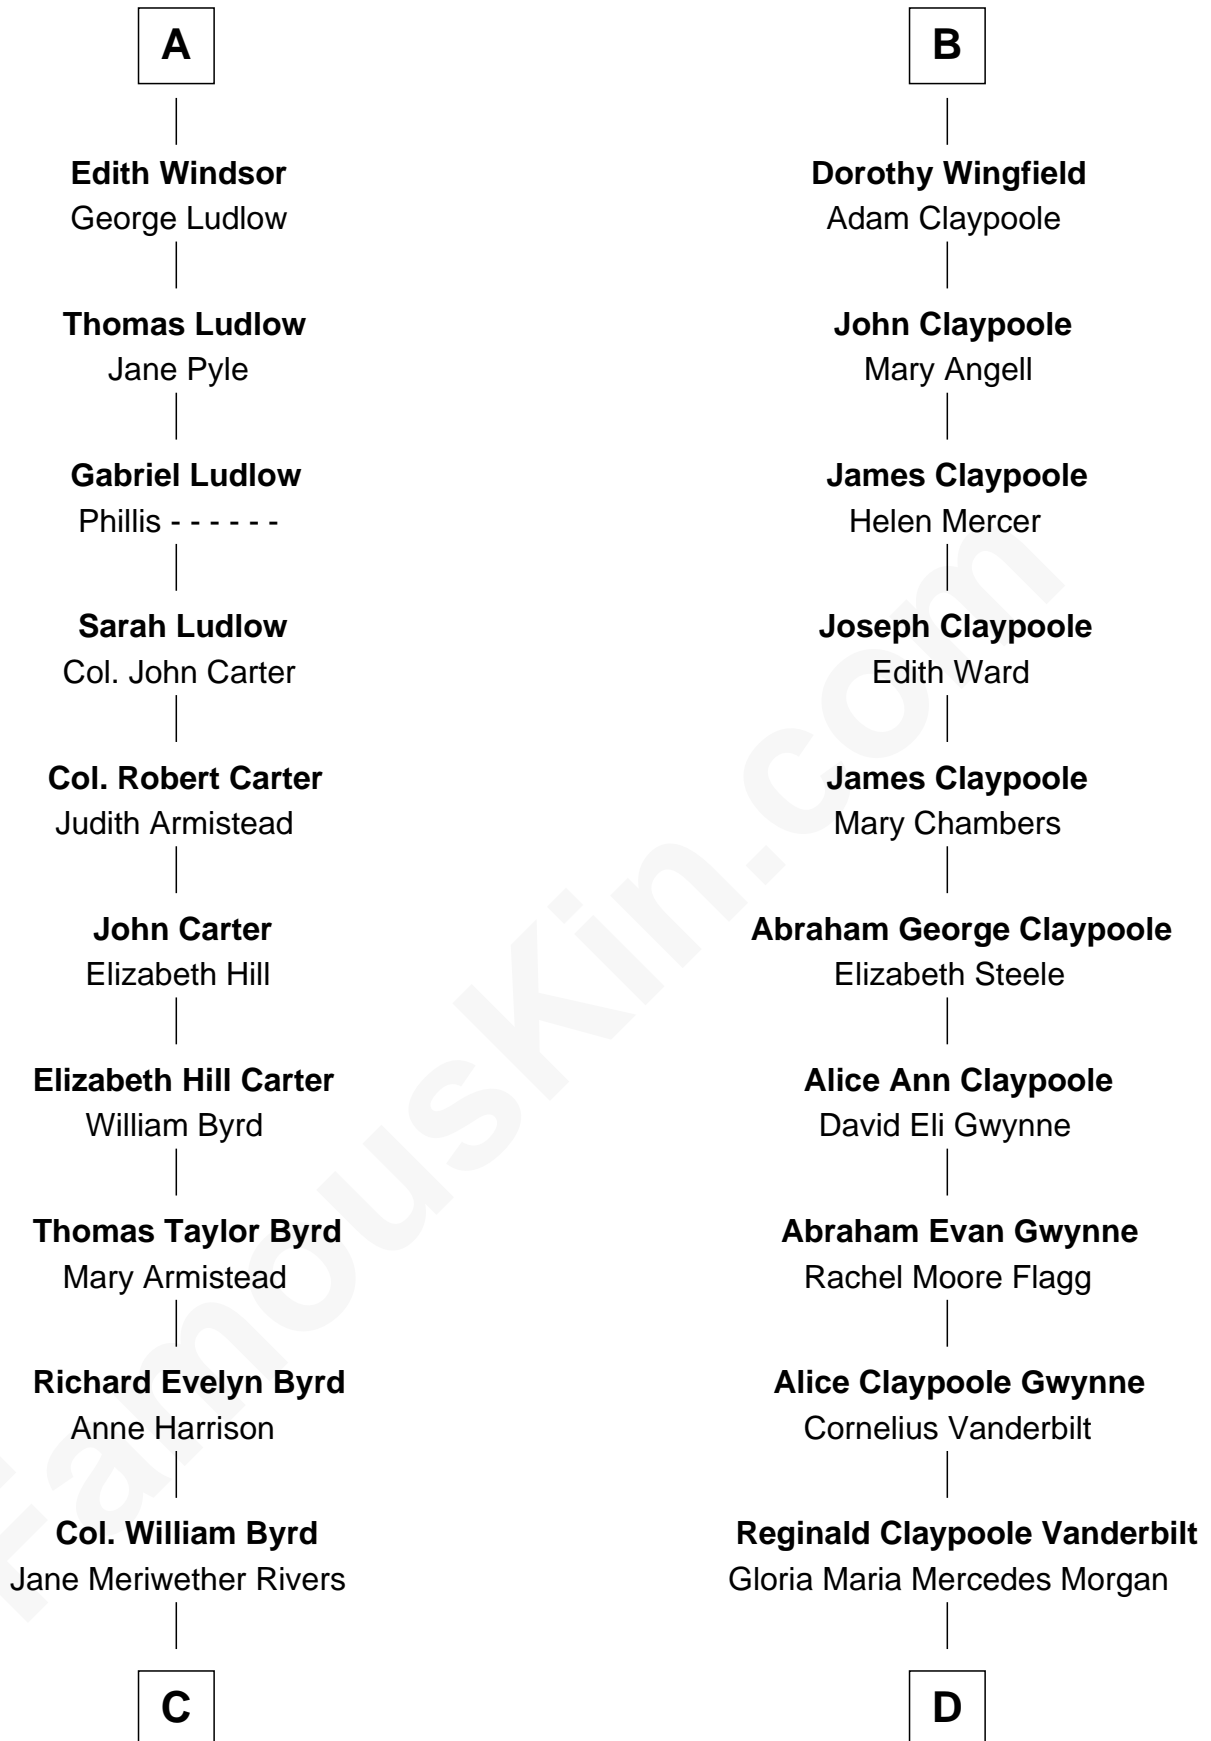 A
Edith Windsor
George Ludlow
Thomas Ludlow
Jane Pyle
Gabriel Ludlow
Phillis - - - - - -
Sarah Ludlow
Col. John Carter
Col. Robert Carter
Judith Armistead
John Carter
Elizabeth Hill
Elizabeth Hill Carter
William Byrd
Thomas Taylor Byrd
Mary Armistead
Richard Evelyn Byrd
Anne Harrison
Col. William Byrd
Jane Meriwether Rivers
C
B
Dorothy Wingfield
Adam Claypoole
John Claypoole
Mary Angell
James Claypoole
Helen Mercer
Joseph Claypoole
Edith Ward
James Claypoole
Mary Chambers
Abraham George Claypoole
Elizabeth Steele
Alice Ann Claypoole
David Eli Gwynne
Abraham Evan Gwynne
Rachel Moore Flagg
Alice Claypoole Gwynne
Cornelius Vanderbilt
Reginald Claypoole Vanderbilt
Gloria Maria Mercedes Morgan
D
FamousKin.com